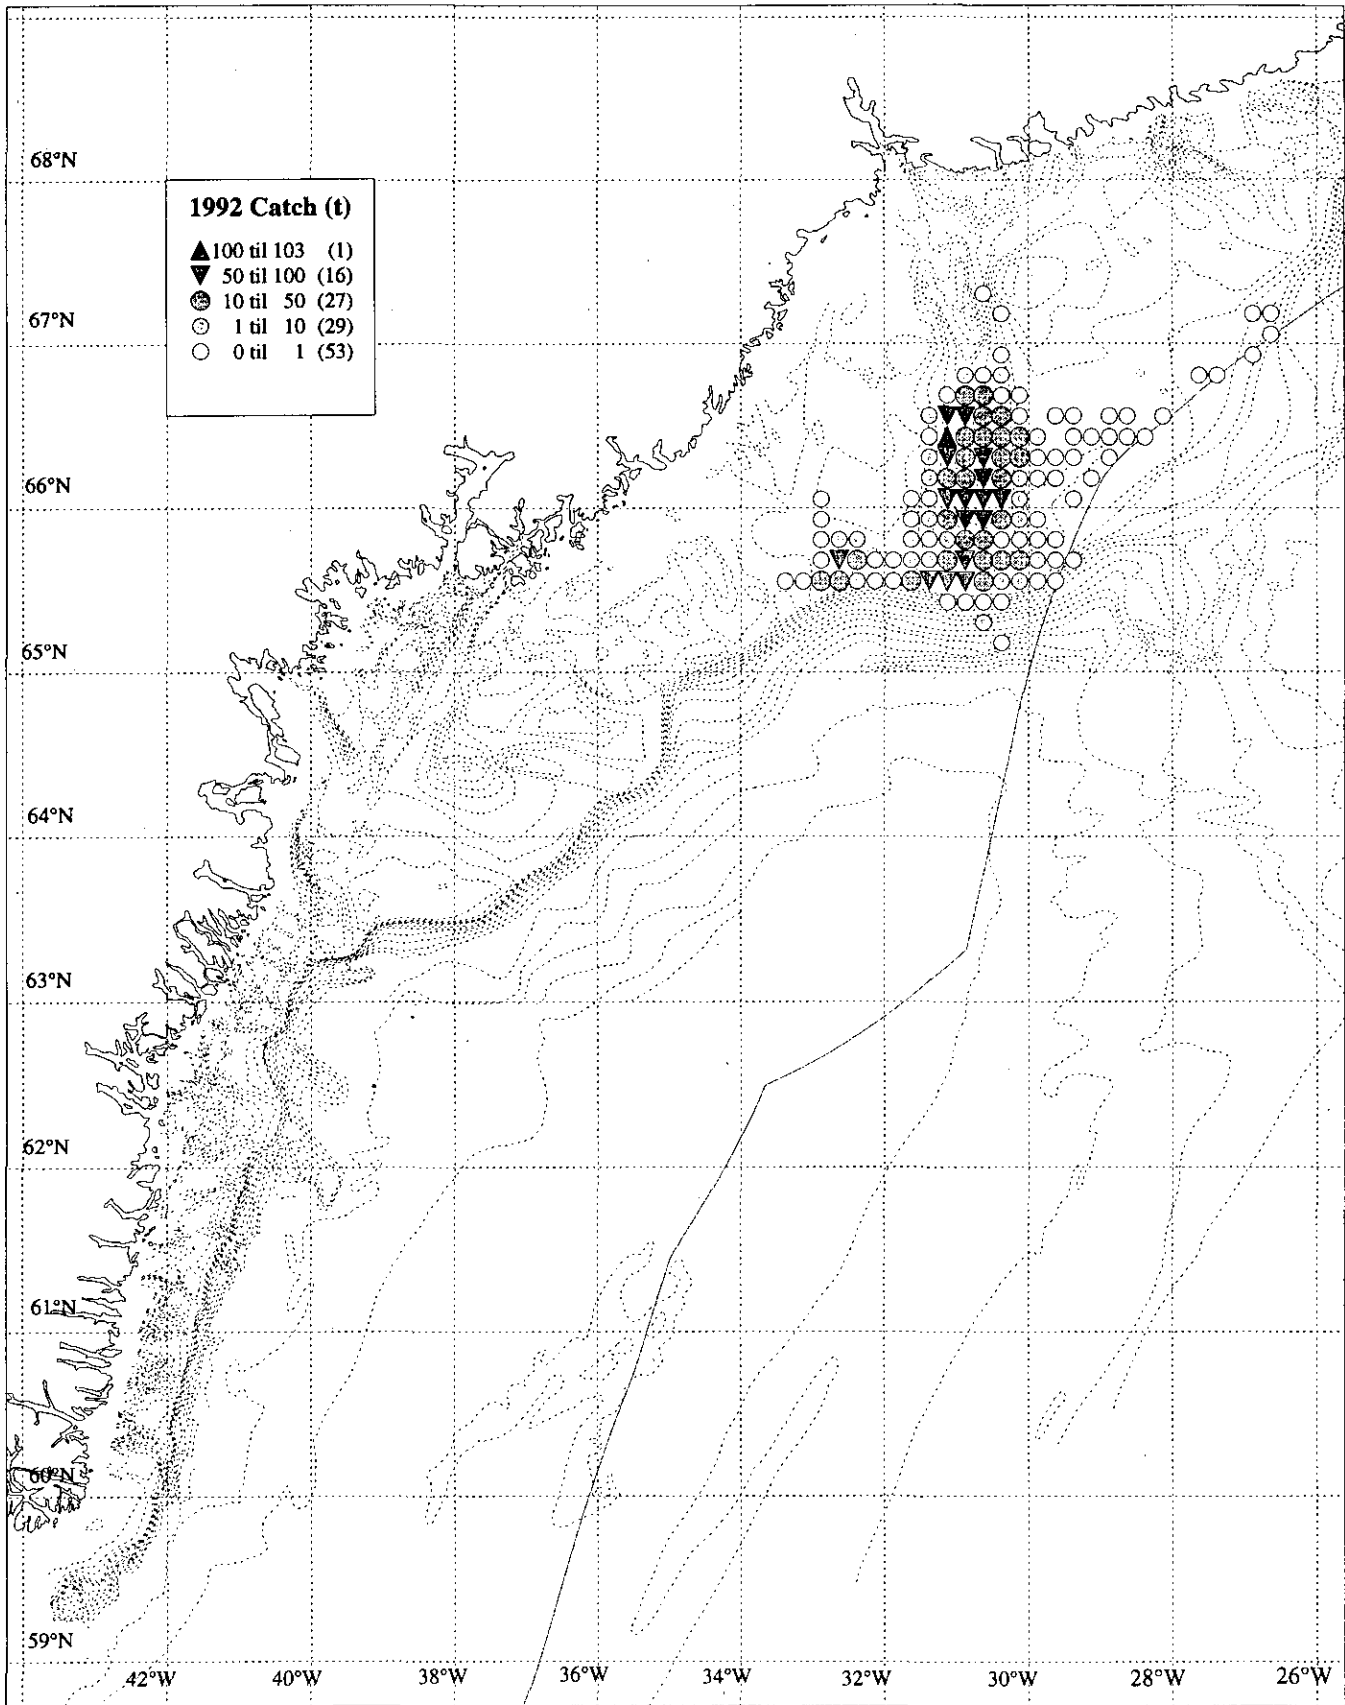 68°N
1992 Catch (t)
100 til 103 (1)
50 til 100 (16)
10 til 50 (27)
1 til 10 (29)
0 til 1 (53)
67°N
66°N
65°N
64°N
63°N
62°N
61°N
60°N
59°N
42°W 40°W 38°W 36°W 34°W 32°W 30°W 28°W 26°W